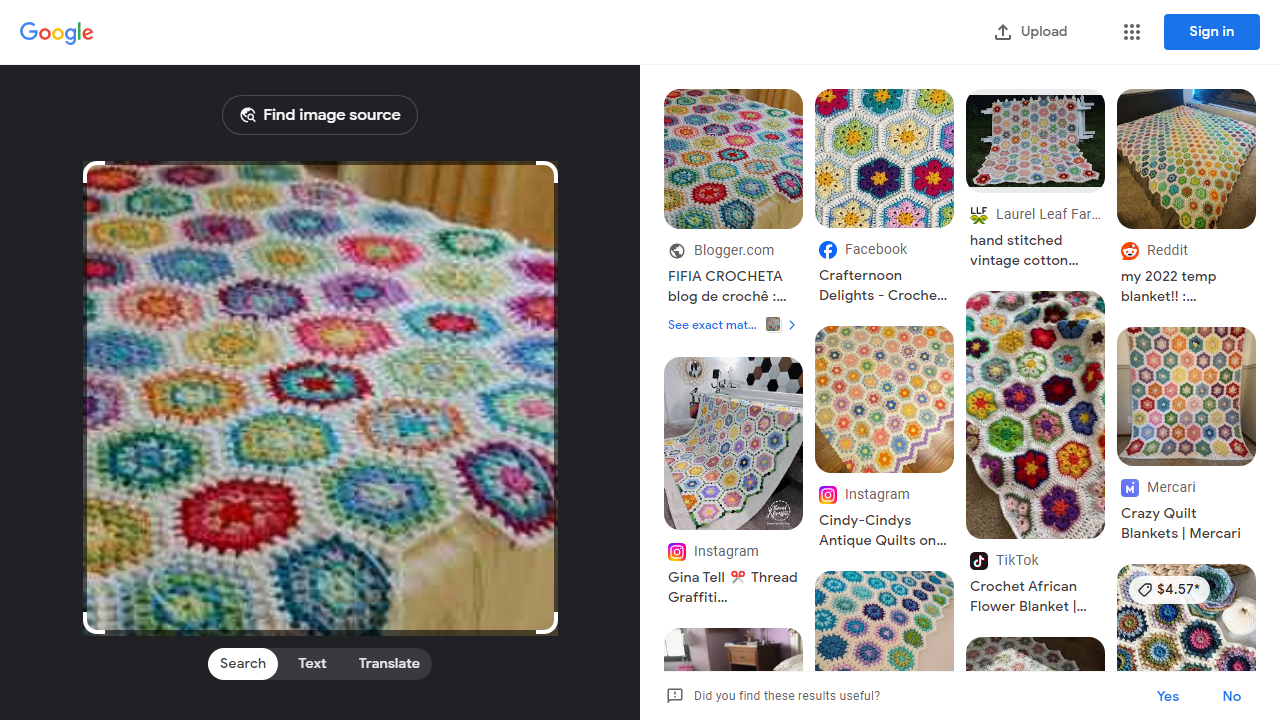 Google
Upload
Sign in
Find image source
Search
Text
Translate
Blogger.com
FIFIA CROCHETA
blog de crochê :...
See exact mat...
Instagram
Gina Tell 🎀 Thread
Graffiti...
Facebook
Crafternoon
Delights - Croche...
Instagram
Cindy-Cindys
Antique Quilts on...
LLF
Laurel Leaf Far...
hand stitched
vintage cotton...
TikTok
Crochet African
Flower Blanket |...
Reddit
my 2022 temp
blanket!! :...
Mercari
Crazy Quilt
Blankets | Mercari
$4.57*
Did you find these results useful?
Yes
No